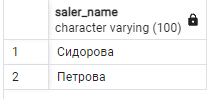 saler_name
character varying (100)
1 Сидорова
2 Петрова